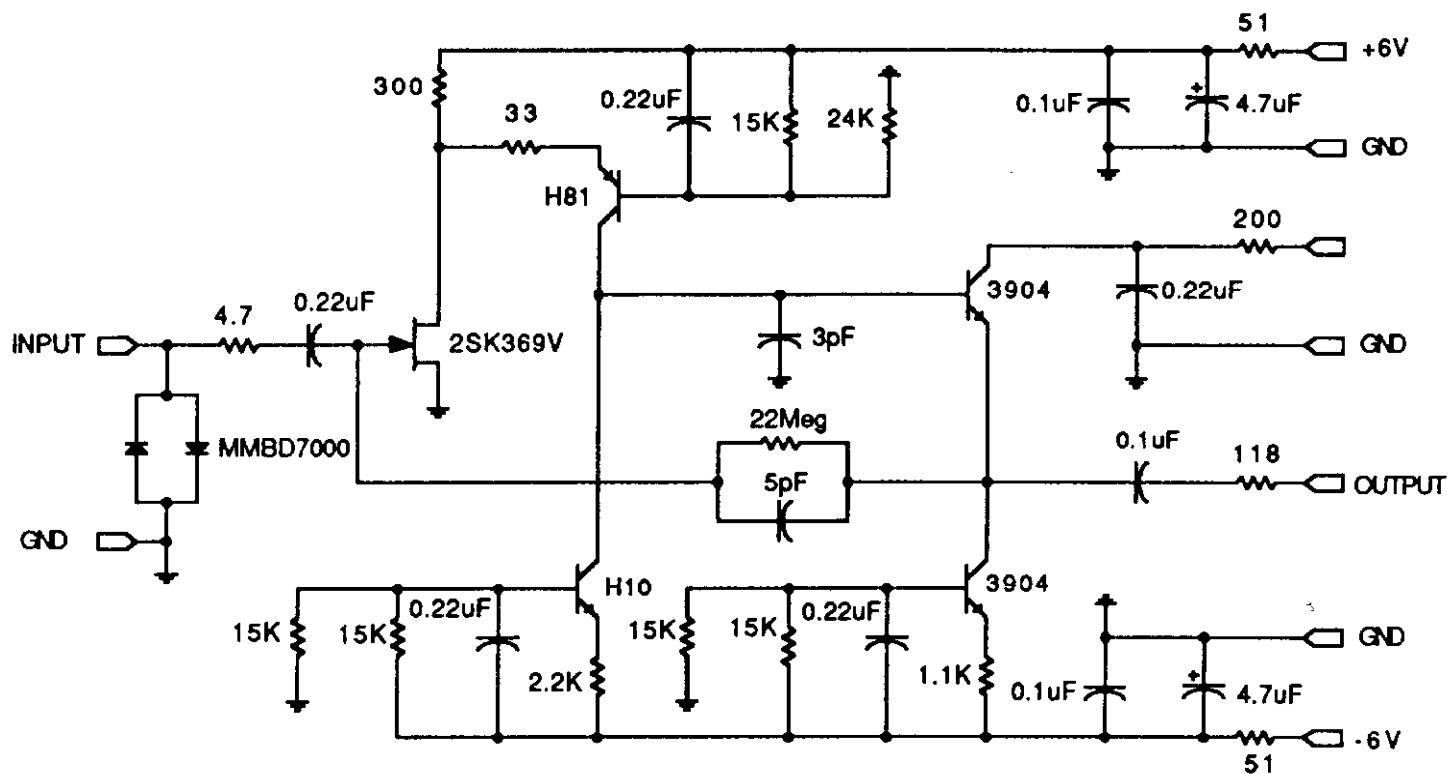 51
+6V
300
0.22uF
15K
24K
0.1uF
+
4.7uF
33
GND
H81
200
3904
0.22uF
GND
0.22uF
4.7
INPUT
2SK369V
3pF
22Meg
0.1uF
118
MMBD7000
5pF
OUTPUT
GND
H10
3904
0.22uF
0.22uF
15K
15K
15K
15K
GND
2.2K
1.1K
0.1uF
+
4.7uF
-6V
51